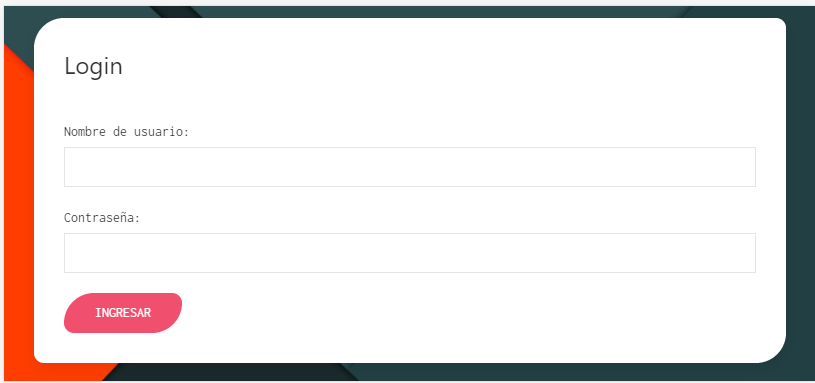 Login
Nombre de usuario:
Contraseña:
INGRESAR